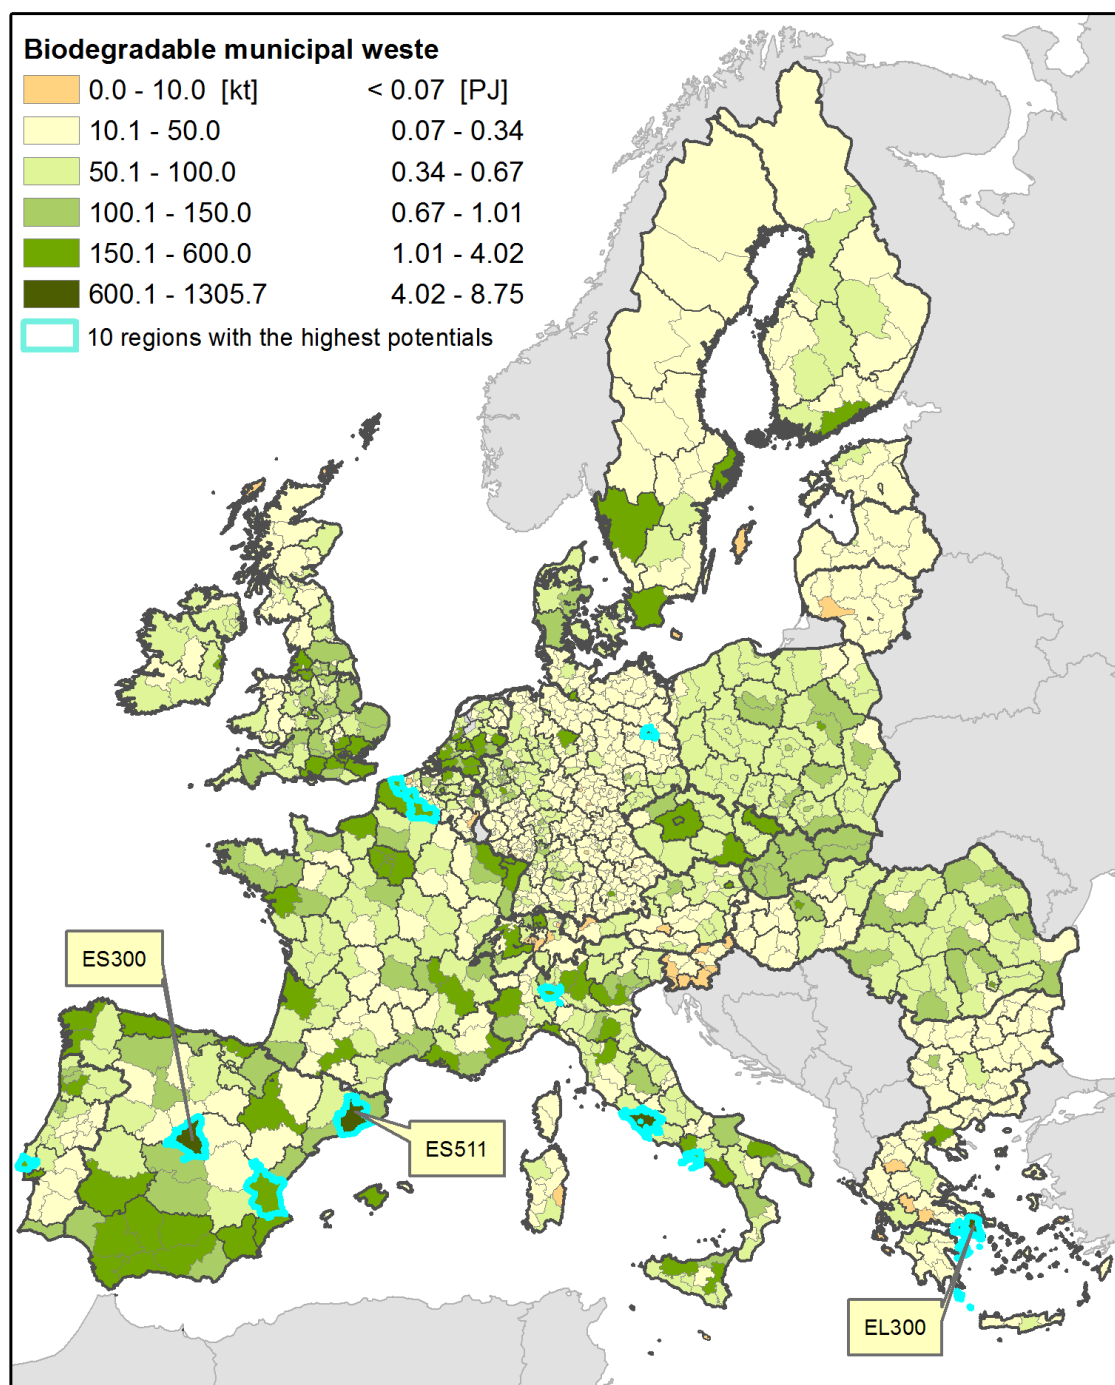 Biodegradable municipal weste
0.0 - 10.0 [kt] < 0.07 [PJ]
10.1 - 50.0 0.07 - 0.34
50.1 - 100.0 0.34 - 0.67
100.1 - 150.0 0.67 - 1.01
150.1 - 600.0 1.01 - 4.02
600.1 - 1305.7 4.02 - 8.75
10 regions with the highest potentials
ES300
ES511
EL300